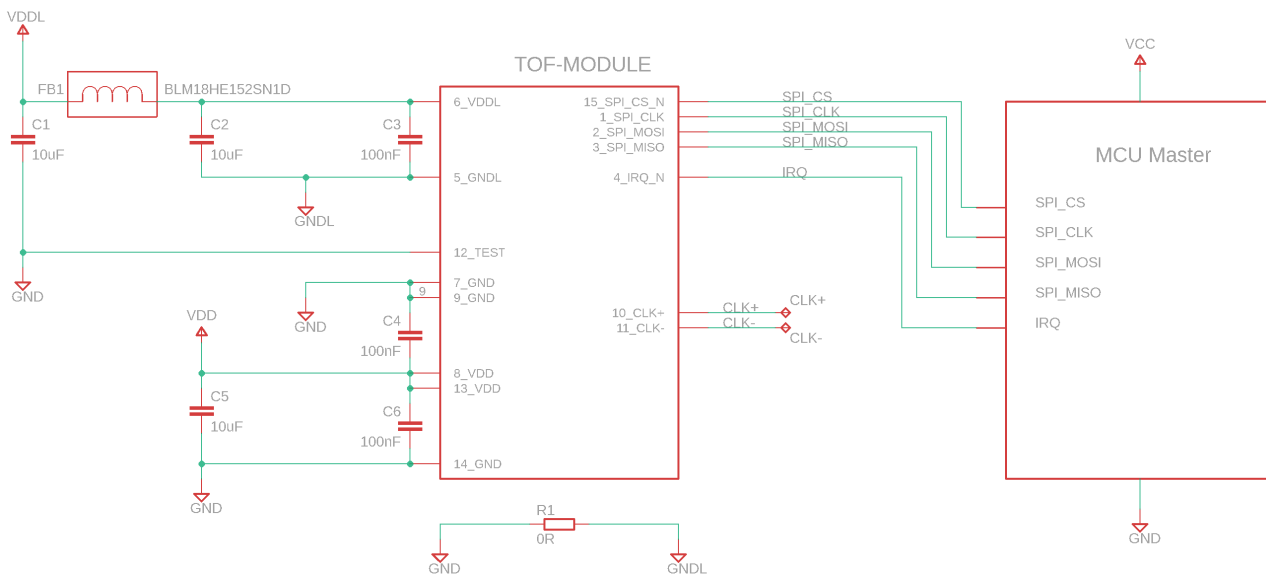 VDDL
VCC
TOF-MODULE
FB1 BLM18HE152SN1D
6_VDDL 15_SPI_CS_N SPI_CS
1_SPI_CLK SPI_CLK
C1 C2 C3
2_SPI_MOSI SPI_MOSI
3_SPI_MISO SPI_MISO
10uF 10uF 100nF
MCU Master
5_GNDL 4_IRQ_N IRQ
SPI_CS
GNDL
SPI_CLK
12_TEST
SPI_MOSI
7_GND
GND 9 9_GND SPI_MISO
CLK+
VDD CLK+
10_CLK+
C4 CLK- IRQ
GND 11_CLK-
CLK-
100nF
8_VDD
13_VDD
C5
C6
10uF
100nF
14_GND
GND
R1
0R
GND
GND GNDL